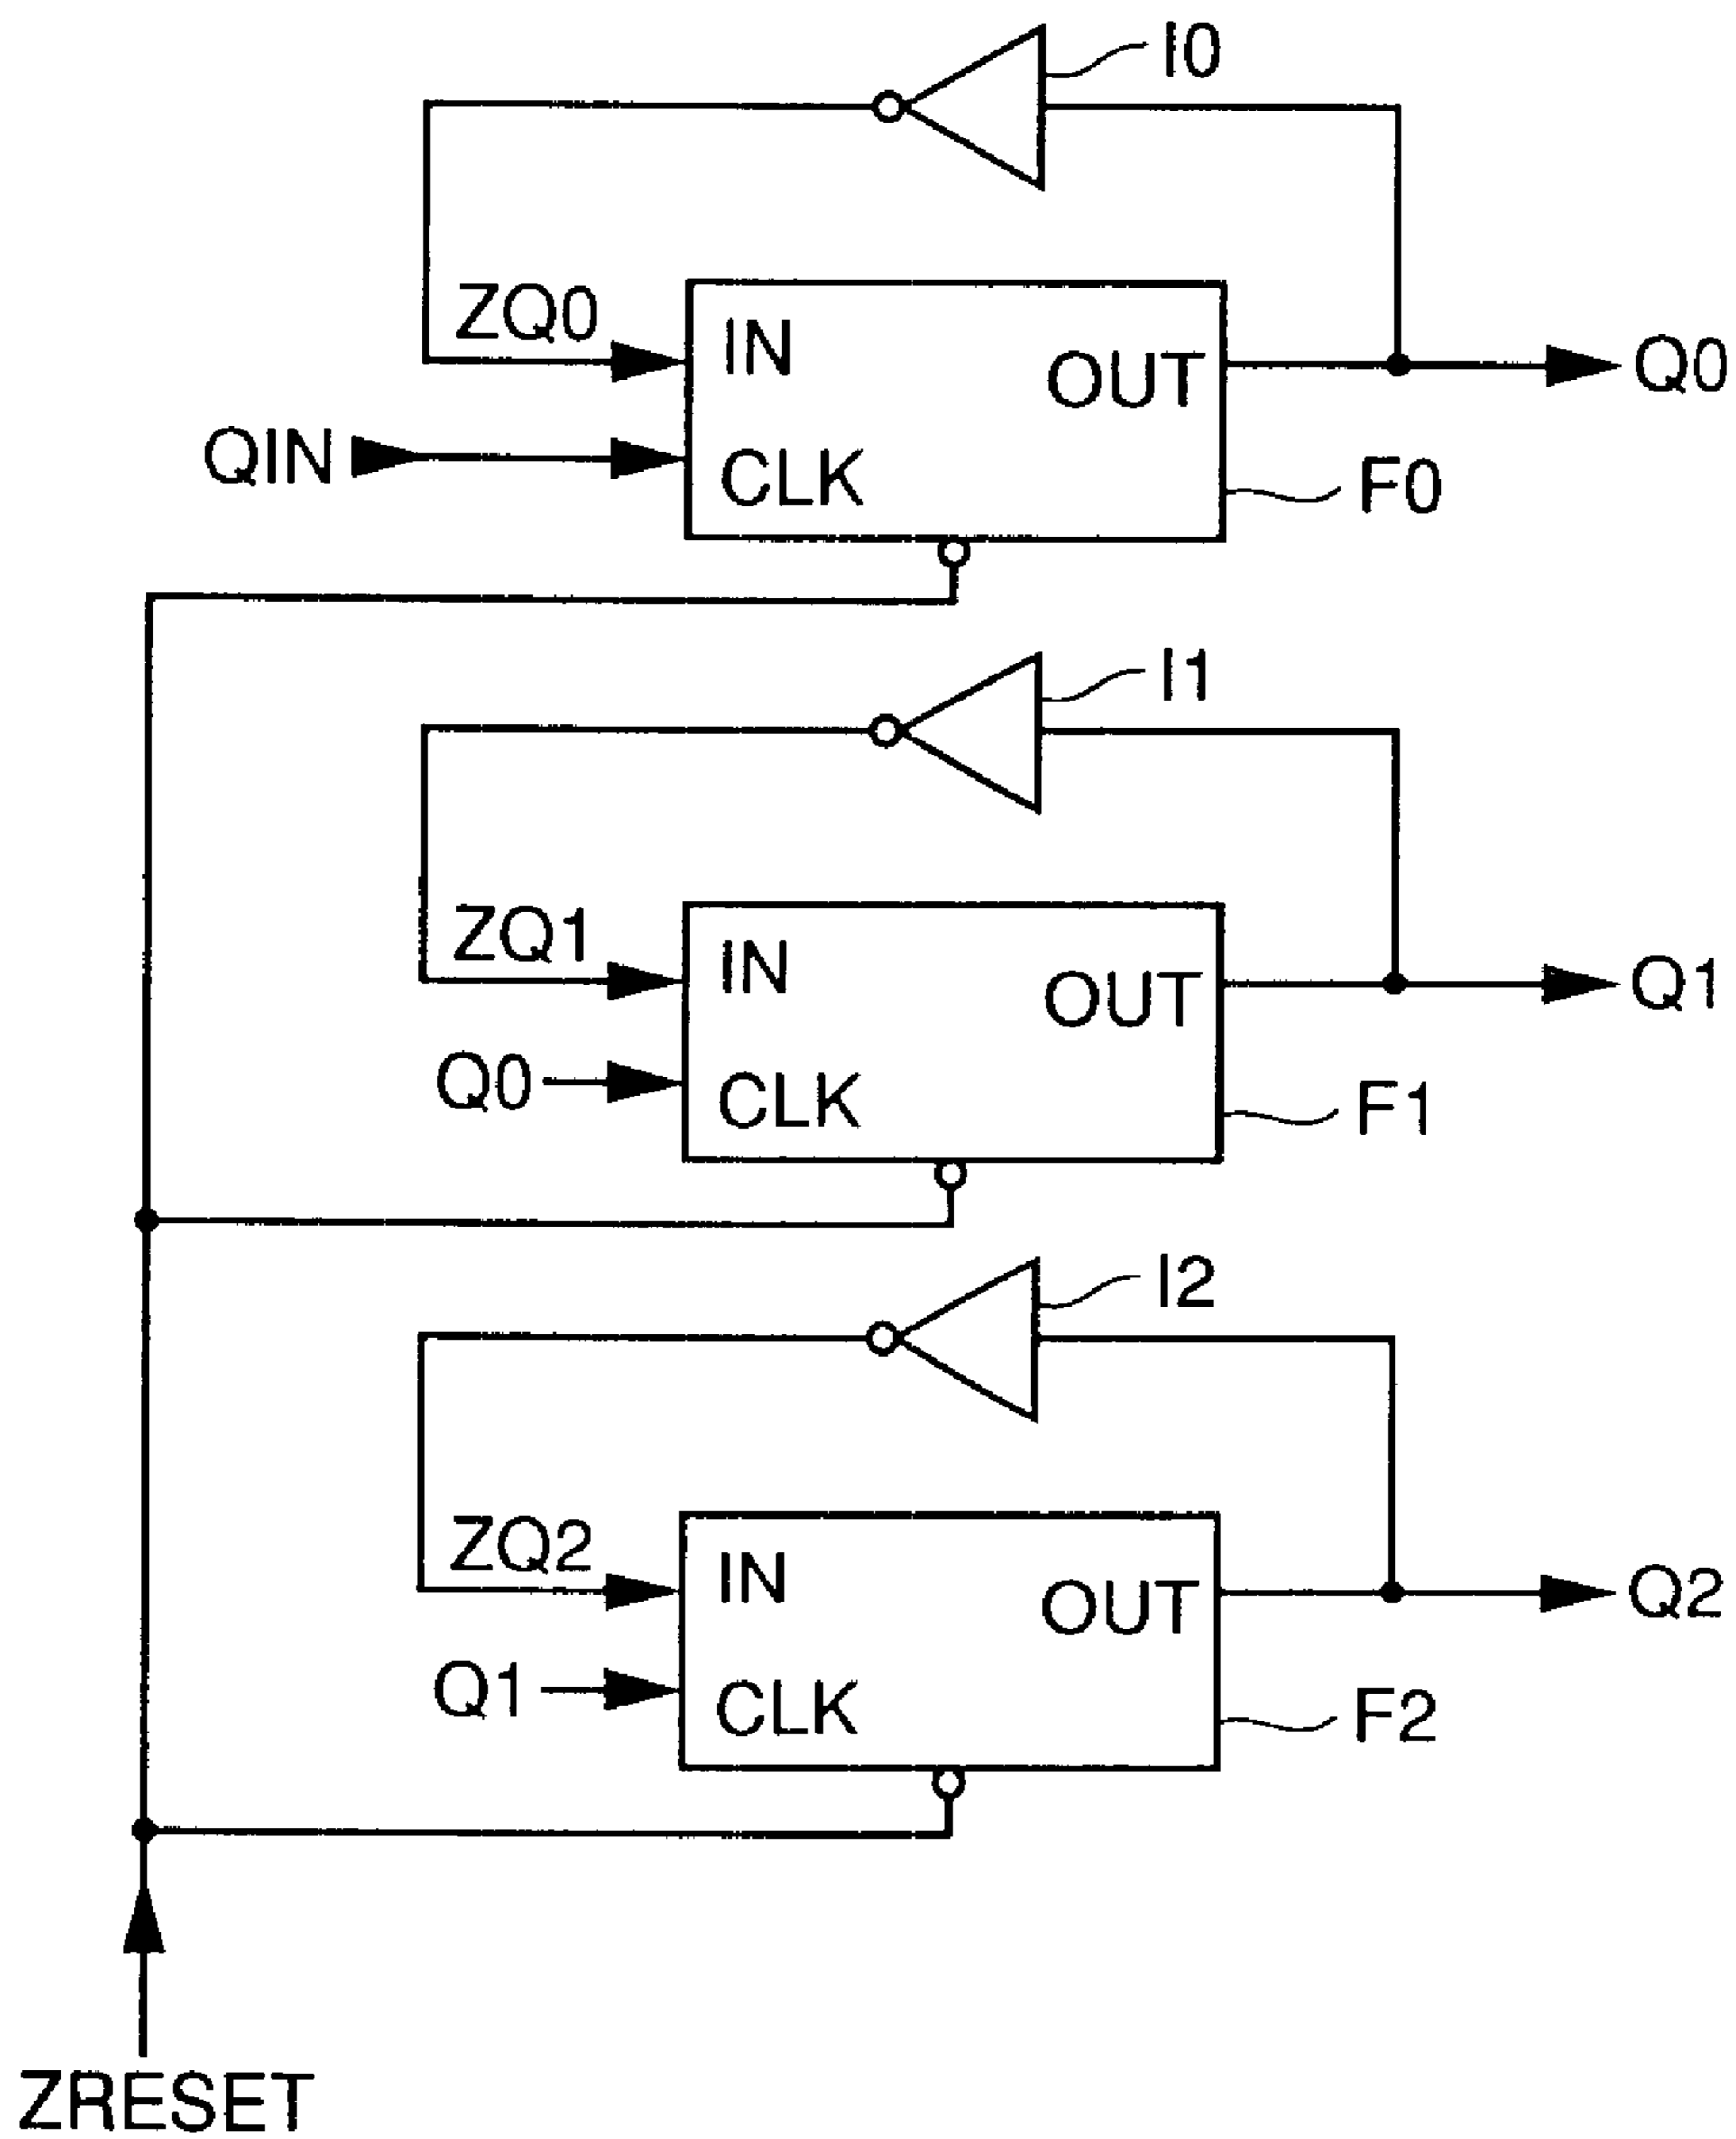 I0
ZQ0
IN
OUT
Q0
QIN
CLK
F0
I1
ZQ1
IN
OUT
Q1
Q0
CLK
F1
I2
ZQ2
IN
OUT
Q2
Q1
CLK
F2
ZRESET